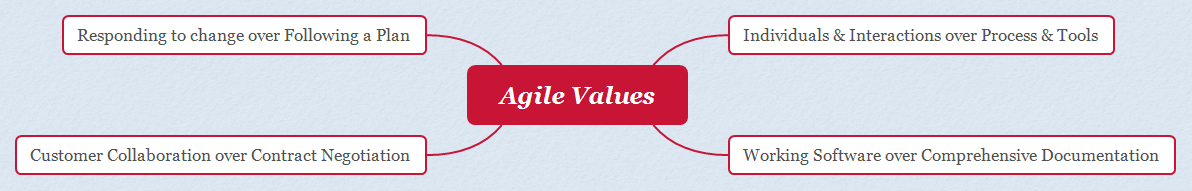 Responding to change over Following a Plan
Individuals & Interactions over Process & Tools
Agile Values
Customer Collaboration over Contract Negotiation
Working Software over Comprehensive Documentation